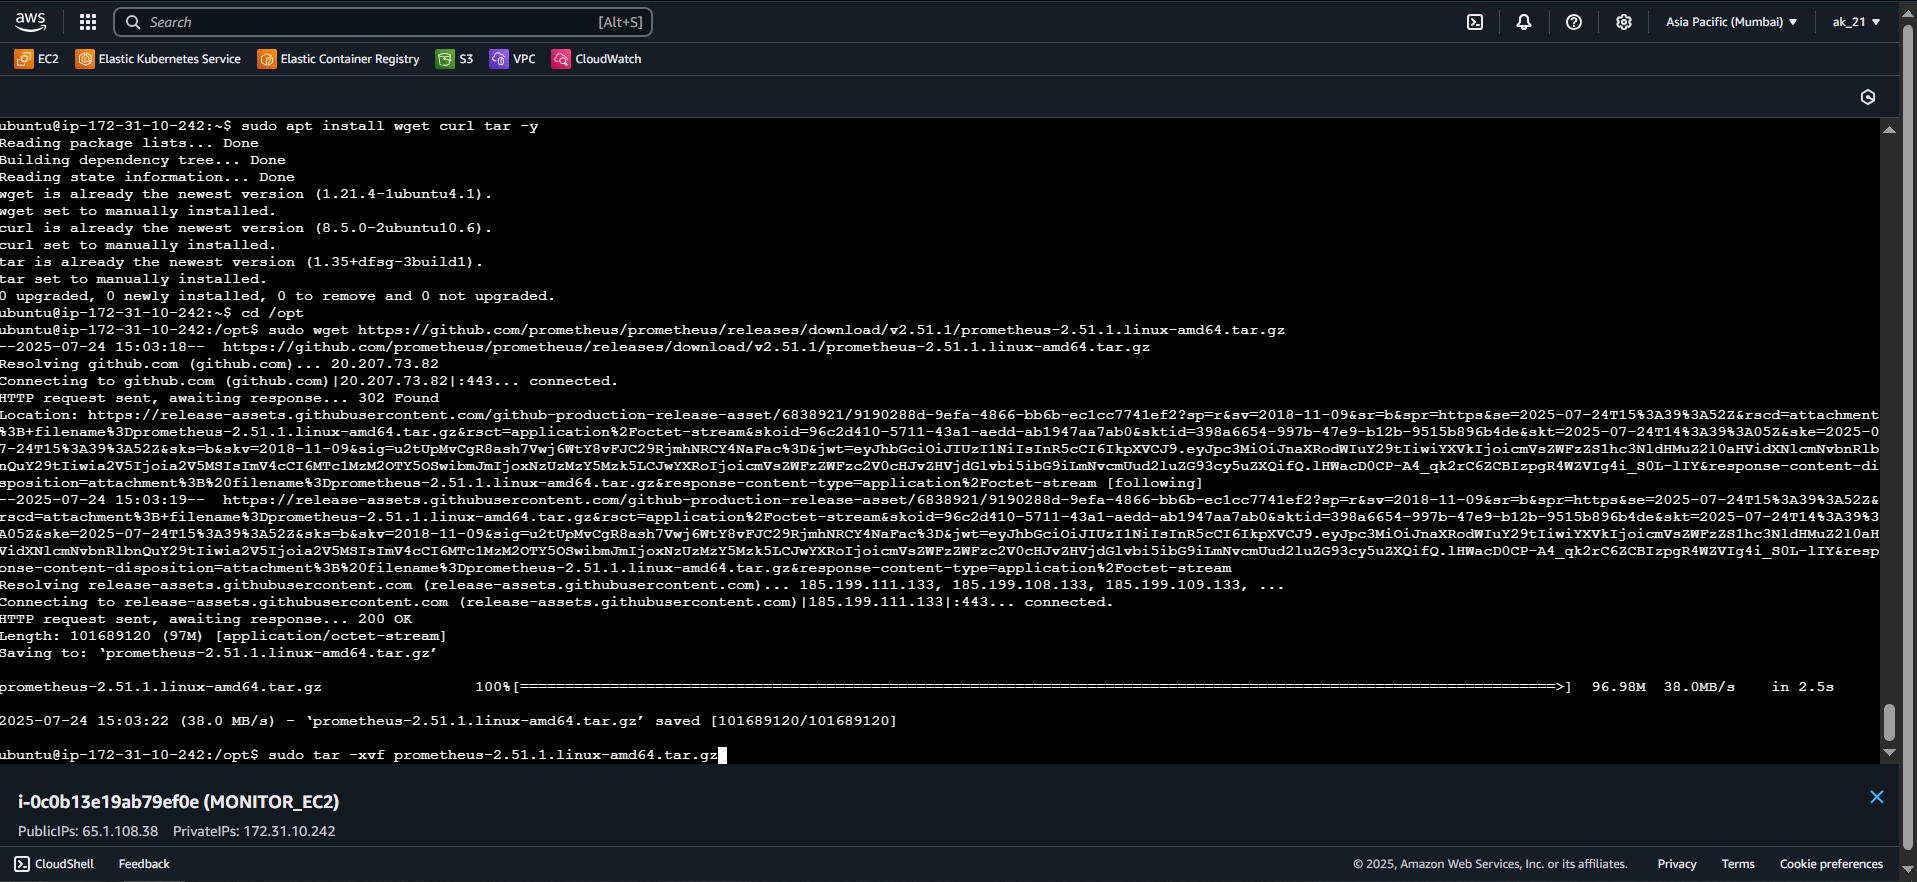 aws
Search [Alt+S]
Asia Pacific (Mumbai) ak_21
EC2 Elastic Kubernetes Service Elastic Container Registry S3 VPC CloudWatch
ubuntu@ip-172-31-10-242:~$ sudo apt install wget curl tar -y
Reading package lists... Done
Building dependency tree... Done
Reading state information... Done
wget is already the newest version (1.21.4-1ubuntu4.1).
wget set to manually installed.
curl is already the newest version (8.5.0-2ubuntu10.6).
curl set to manually installed.
tar is already the newest version (1.35+dfsg-3build1).
tar set to manually installed.
0 upgraded, 0 newly installed, 0 to remove and 0 not upgraded.
ubuntu@ip-172-31-10-242:~$ cd /opt
ubuntu@ip-172-31-10-242:/opt$ sudo wget https://github.com/prometheus/prometheus/releases/download/v2.51.1/prometheus-2.51.1.linux-amd64.tar.gz
--2025-07-24 15:03:18--  https://github.com/prometheus/prometheus/releases/download/v2.51.1/prometheus-2.51.1.linux-amd64.tar.gz
Resolving github.com (github.com)... 20.207.73.82
Connecting to github.com (github.com)|20.207.73.82|:443... connected.
HTTP request sent, awaiting response... 302 Found
Location: https://release-assets.githubusercontent.com/github-production-release-asset/6838921/9190288d-9efa-4866-bb6b-ec1cc7741ef2?sp=r&sv=2018-11-09&sr=b&spr=https&se=2025-07-24T15%3A39%3A52Z&rscd=attachment
%3B+filename%3Dprometheus-2.51.1.linux-amd64.tar.gz&rsct=application%2Foctet-stream&skoid=96c2d410-5711-43a1-aedd-ab1947aa7ab0&sktid=398a6654-997b-47e9-b12b-9515b896b4de&skt=2025-07-24T14%3A39%3A05Z&ske=2025-0
7-24T15%3A39%3A52Z&sks=b&skv=2018-11-09&sig=u2tUpMvCgR8ash7Vwj6WtY8vFJC29RjmhNRCY4NaFac%3D&jwt=eyJhbGciOiJIUzI1NiIsInR5cCI6IkpXVCJ9.eyJpc3MiOiJnaXRodWIuY29tIiwiYXVkIjoicmVsZWFzZS1hc3NldHMuZ2l0aHVidXNlcmNvbnRlb
nQuY29tIiwia2V5Ijoia2V5MSIsImV4cCI6MTc1MzM2OTY5OSwibmJmIjoxNzUzMzY5Mzk5LCJwYXRoIjoicmVsZWFzZWFzc2V0cHJvZHVjdGlvbi5ibG9iLmNvcmUud2luZG93cy5uZXQifQ.lHWacD0CP-A4_qk2rC6ZCBIzpgR4WZVIg4i_S0L-lIY&response-content-di
sposition=attachment%3B%20filename%3Dprometheus-2.51.1.linux-amd64.tar.gz&response-content-type=application%2Foctet-stream [following]
--2025-07-24 15:03:19--  https://release-assets.githubusercontent.com/github-production-release-asset/6838921/9190288d-9efa-4866-bb6b-ec1cc7741ef2?sp=r&sv=2018-11-09&sr=b&spr=https&se=2025-07-24T15%3A39%3A52Z&
rscd=attachment%3B+filename%3Dprometheus-2.51.1.linux-amd64.tar.gz&rsct=application%2Foctet-stream&skoid=96c2d410-5711-43a1-aedd-ab1947aa7ab0&sktid=398a6654-997b-47e9-b12b-9515b896b4de&skt=2025-07-24T14%3A39%3
A05Z&ske=2025-07-24T15%3A39%3A52Z&sks=b&skv=2018-11-09&sig=u2tUpMvCgR8ash7Vwj6WtY8vFJC29RjmhNRCY4NaFac%3D&jwt=eyJhbGciOiJIUzI1NiIsInR5cCI6IkpXVCJ9.eyJpc3MiOiJnaXRodWIuY29tIiwiYXVkIjoicmVsZWFzZS1hc3NldHMuZ2l0aH
VidXNlcmNvbnRlbnQuY29tIiwia2V5Ijoia2V5MSIsImV4cCI6MTc1MzM2OTY5OSwibmJmIjoxNzUzMzY5Mzk5LCJwYXRoIjoicmVsZWFzZWFzc2V0cHJvZHVjdGlvbi5ibG9iLmNvcmUud2luZG93cy5uZXQifQ.lHWacD0CP-A4_qk2rC6ZCBIzpgR4WZVIg4i_S0L-lIY&resp
onse-content-disposition=attachment%3B%20filename%3Dprometheus-2.51.1.linux-amd64.tar.gz&response-content-type=application%2Foctet-stream
Resolving release-assets.githubusercontent.com (release-assets.githubusercontent.com)... 185.199.111.133, 185.199.108.133, 185.199.109.133, ...
Connecting to release-assets.githubusercontent.com (release-assets.githubusercontent.com)|185.199.111.133|:443... connected.
HTTP request sent, awaiting response... 200 OK
Length: 101689120 (97M) [application/octet-stream]
Saving to: ‘prometheus-2.51.1.linux-amd64.tar.gz’
prometheus-2.51.1.linux-amd64.tar.gz 100%[===================================================================================================================>] 96.98M 38.0MB/s in 2.5s
2025-07-24 15:03:22 (38.0 MB/s) - ‘prometheus-2.51.1.linux-amd64.tar.gz’ saved [101689120/101689120]
ubuntu@ip-172-31-10-242:/opt$ sudo tar -xvf prometheus-2.51.1.linux-amd64.tar.gz
i-0c0b13e19ab79ef0e (MONITOR_EC2)
PublicIPs: 65.1.108.38 PrivateIPs: 172.31.10.242
CloudShell Feedback © 2025, Amazon Web Services, Inc. or its affiliates. Privacy Terms Cookie preferences